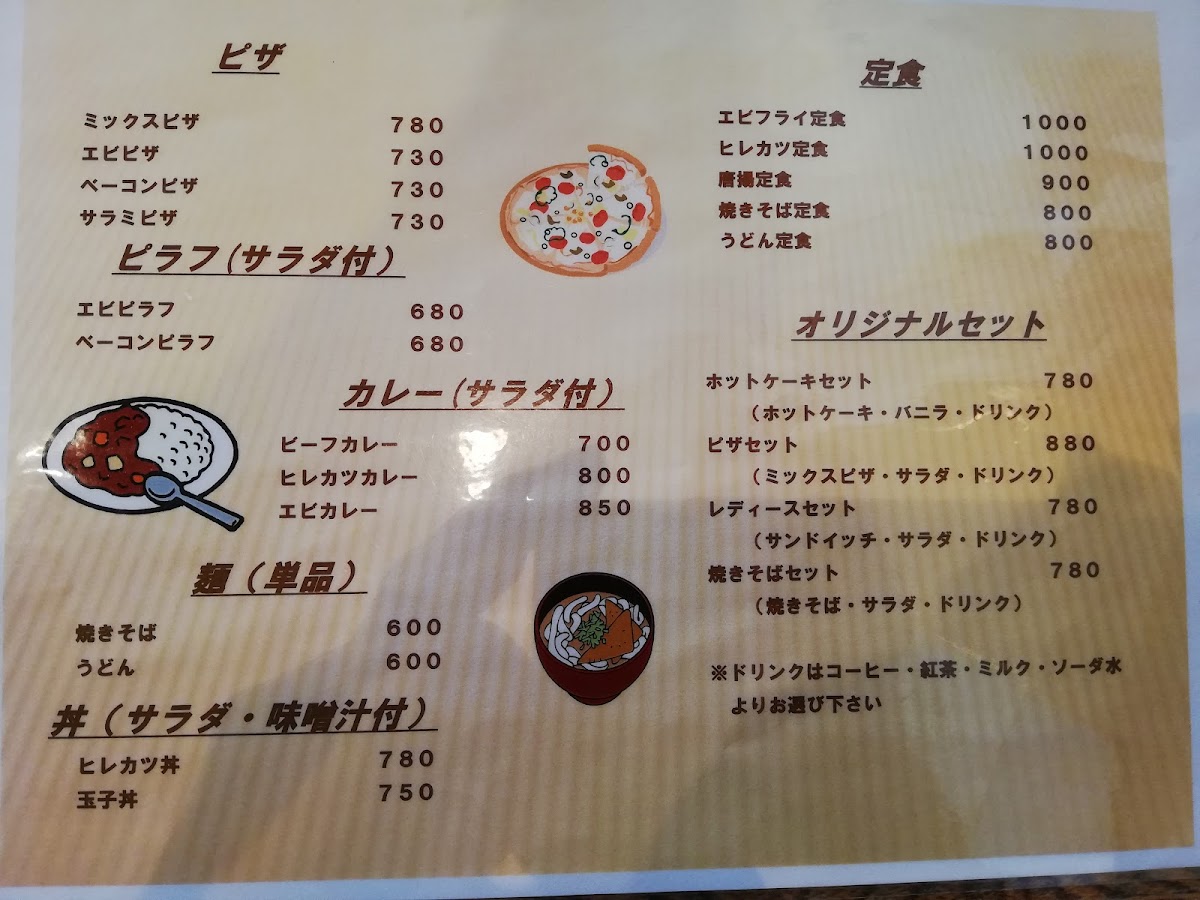 ピザ
ミックスピザ 780
エビピザ 730
ベーコンピザ 730
サラミピザ 730
ピラフ(サラダ付)
エビピラフ 680
ベーコンピラフ 680
カレー(サラダ付)
ビーフカレー 700
ヒレカツカレー 800
エビカレー 850
麺(単品)
焼きそば 600
うどん 600
丼(サラダ・味噌汁付)
ヒレカツ丼 780
玉子丼 750
定食
エビフライ定食 1000
ヒレカツ定食 1000
唐揚定食 900
焼きそば定食 800
うどん定食 800
オリジナルセット
ホットケーキセット 780
(ホットケーキ・バニラ・ドリンク)
ピザセット 880
(ミックスピザ・サラダ・ドリンク)
レディースセット 780
(サンドイッチ・サラダ・ドリンク)
焼きそばセット 780
(焼きそば・サラダ・ドリンク)
※ドリンクはコーヒー・紅茶・ミルク・ソーダ水
よりお選び下さい